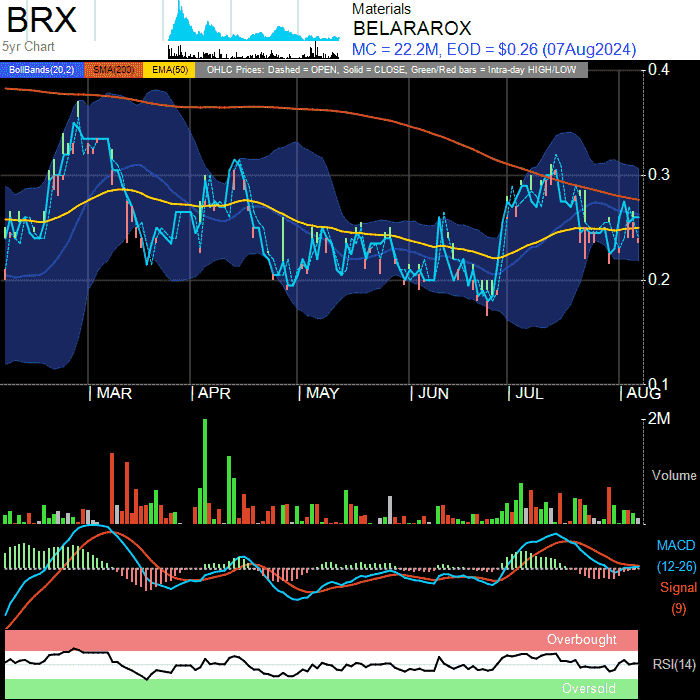 BRX
5yr Chart
Materials
BELARAROX
MC = 22.2M, EOD = $0.26 (07Aug2024)
BollBands(20,2) SMA(200) EMA(50) OHLC Prices: Dashed = OPEN, Solid = CLOSE, Green/Red bars = Intra-day HIGH/LOW
0.4
0.3
0.2
0.1
| MAR | APR | MAY | JUN | JUL | AUG
2M
Volume
MACD
(12-26)
Signal
(9)
Overbought
RSI(14)
Oversold